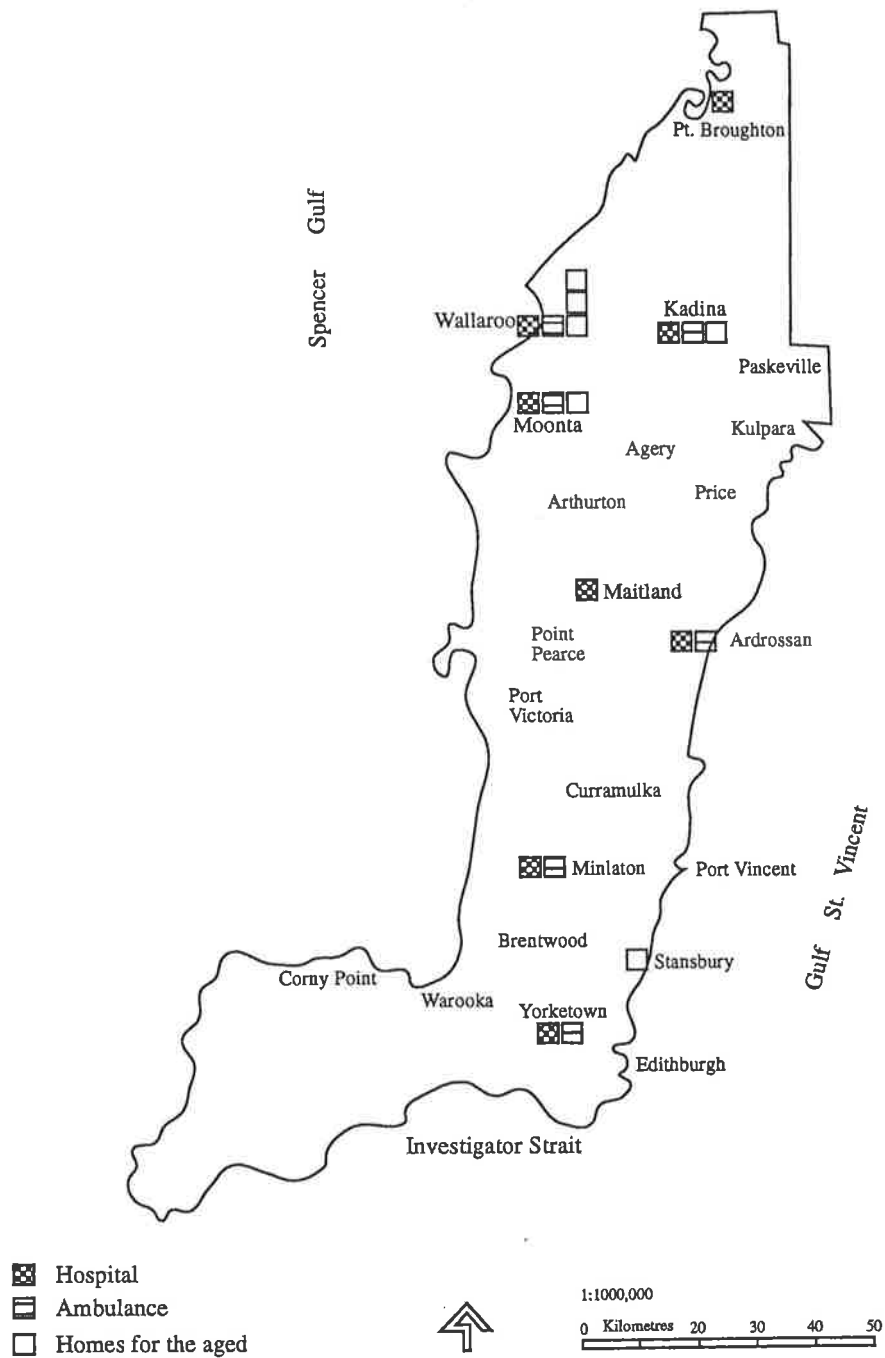 Pt. Broughton
Spencer Gulf
Wallaroo
Kadina
Paskeville
Moonta
Kulpara
Agery
Price
Arthurton
Maitland
Point
Pearce
Ardrossan
Port
Victoria
Curramulka
Minlaton
Port Vincent
Gulf St. Vincent
Brentwood
Stansbury
Corny Point
Warooka
Yorketown
Edithburgh
Investigator Strait
Hospital
Ambulance
Homes for the aged
1:1000,000
0 Kilometres 20 30 40 50